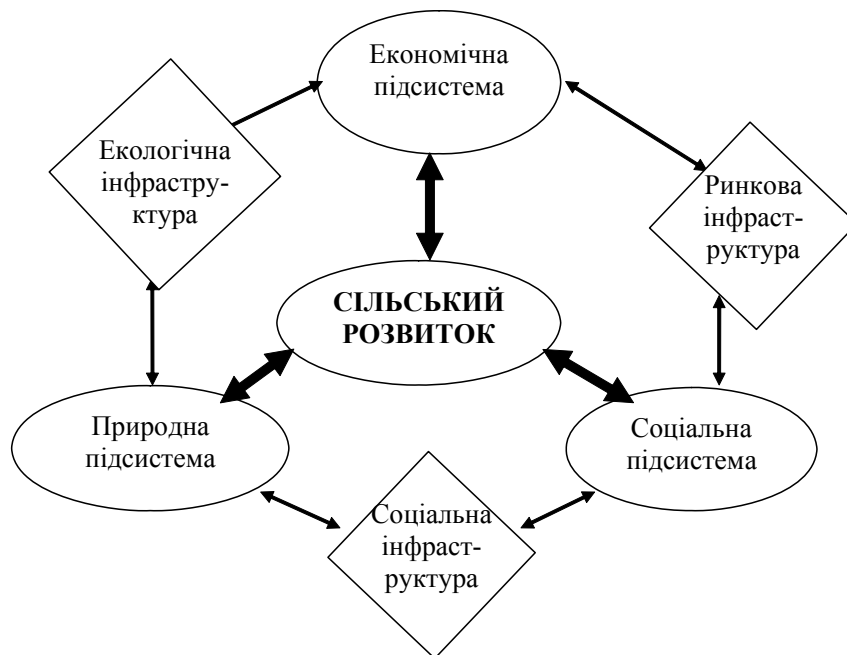 Економічна
підсистема
Екологічна
інфрастру-
ктура
Ринкова
інфраст-
руктура
СІЛЬСЬКИЙ
РОЗВИТОК
Природна
підсистема
Соціальна
підсистема
Соціальна
інфраст-
руктура